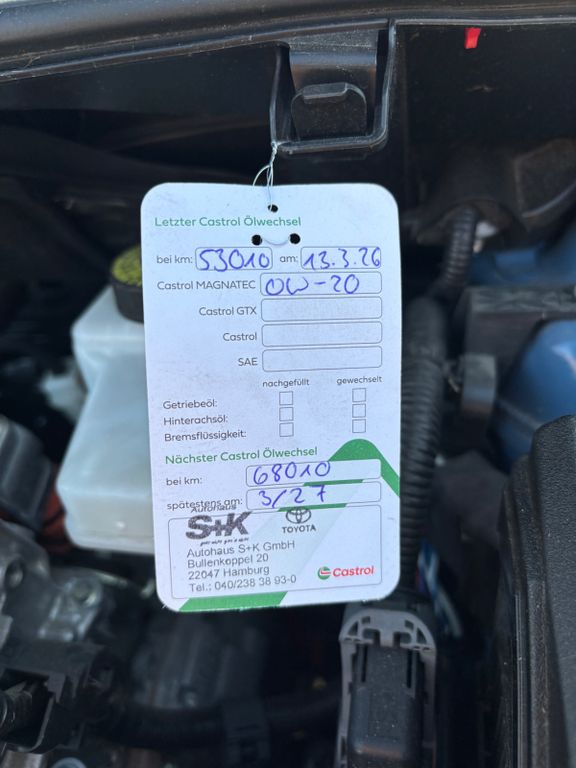 Letzter Castrol Ölwechsel
bei km: 53010 am: 13.3.26
Castrol MAGNATEC 0W-20
Castrol GTX
Castrol
SAE
nachgefüllt gewechselt
Getriebeöl:
Hinterachsöl:
Bremsflüssigkeit:
Nächster Castrol Ölwechsel
bei km: 68010
spätestens am: 3/27
Autohaus
S+K
TOYOTA
Autohaus S+K GmbH
Bullenkoppel 20
22047 Hamburg
Tel.: 040/238 38 93-0
Castrol